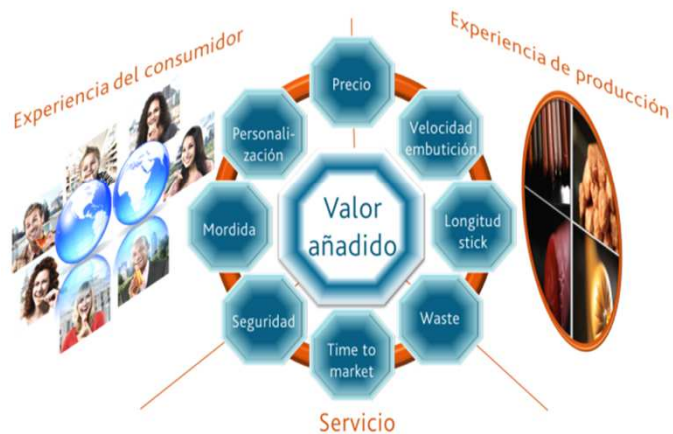 Experiencia del consumidor
Experiencia de producción
Precio
Personali-
zación
Velocidad
embutición
Valor
añadido
Mordida
Longitud
stick
Seguridad
Waste
Time to
market
Servicio